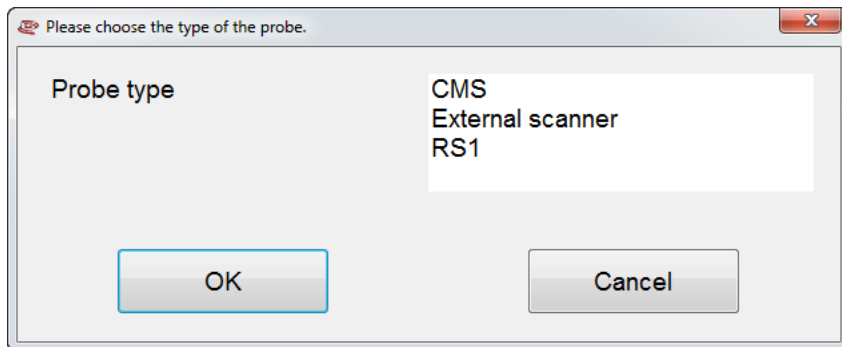 Please choose the type of the probe.
Probe type
CMS
External scanner
RS1
OK
Cancel